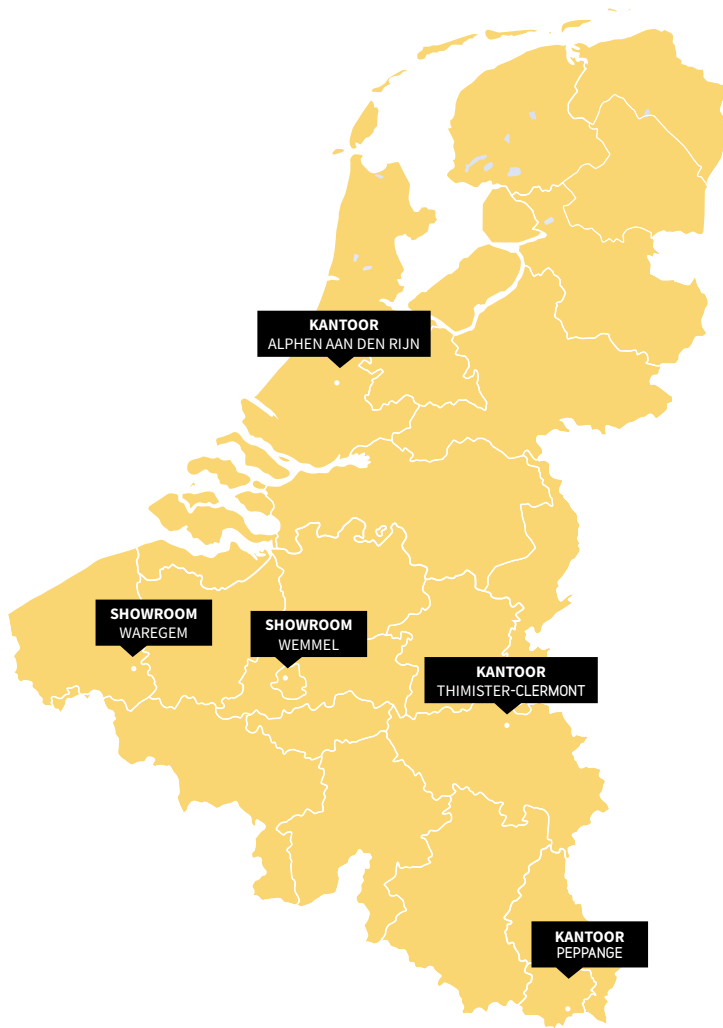 KANTOOR
ALPHEN AAN DEN RIJN
SHOWROOM
WAREGEM
SHOWROOM
WEMMEL
KANTOOR
THIMISTER-CLERMONT
KANTOOR
PEPPANGE